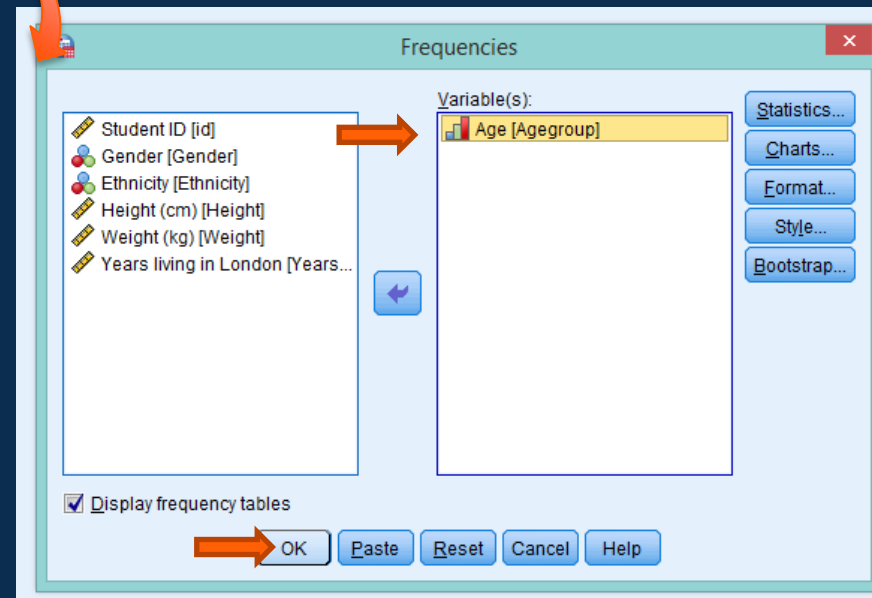 Frequencies
Student ID [id]
Gender [Gender]
Ethnicity [Ethnicity]
Height (cm) [Height]
Weight (kg) [Weight]
Years living in London [Years...
Variable(s):
Age [Agegroup]
Statistics...
Charts...
Format...
Style...
Bootstrap...
Display frequency tables
OK Paste Reset Cancel Help